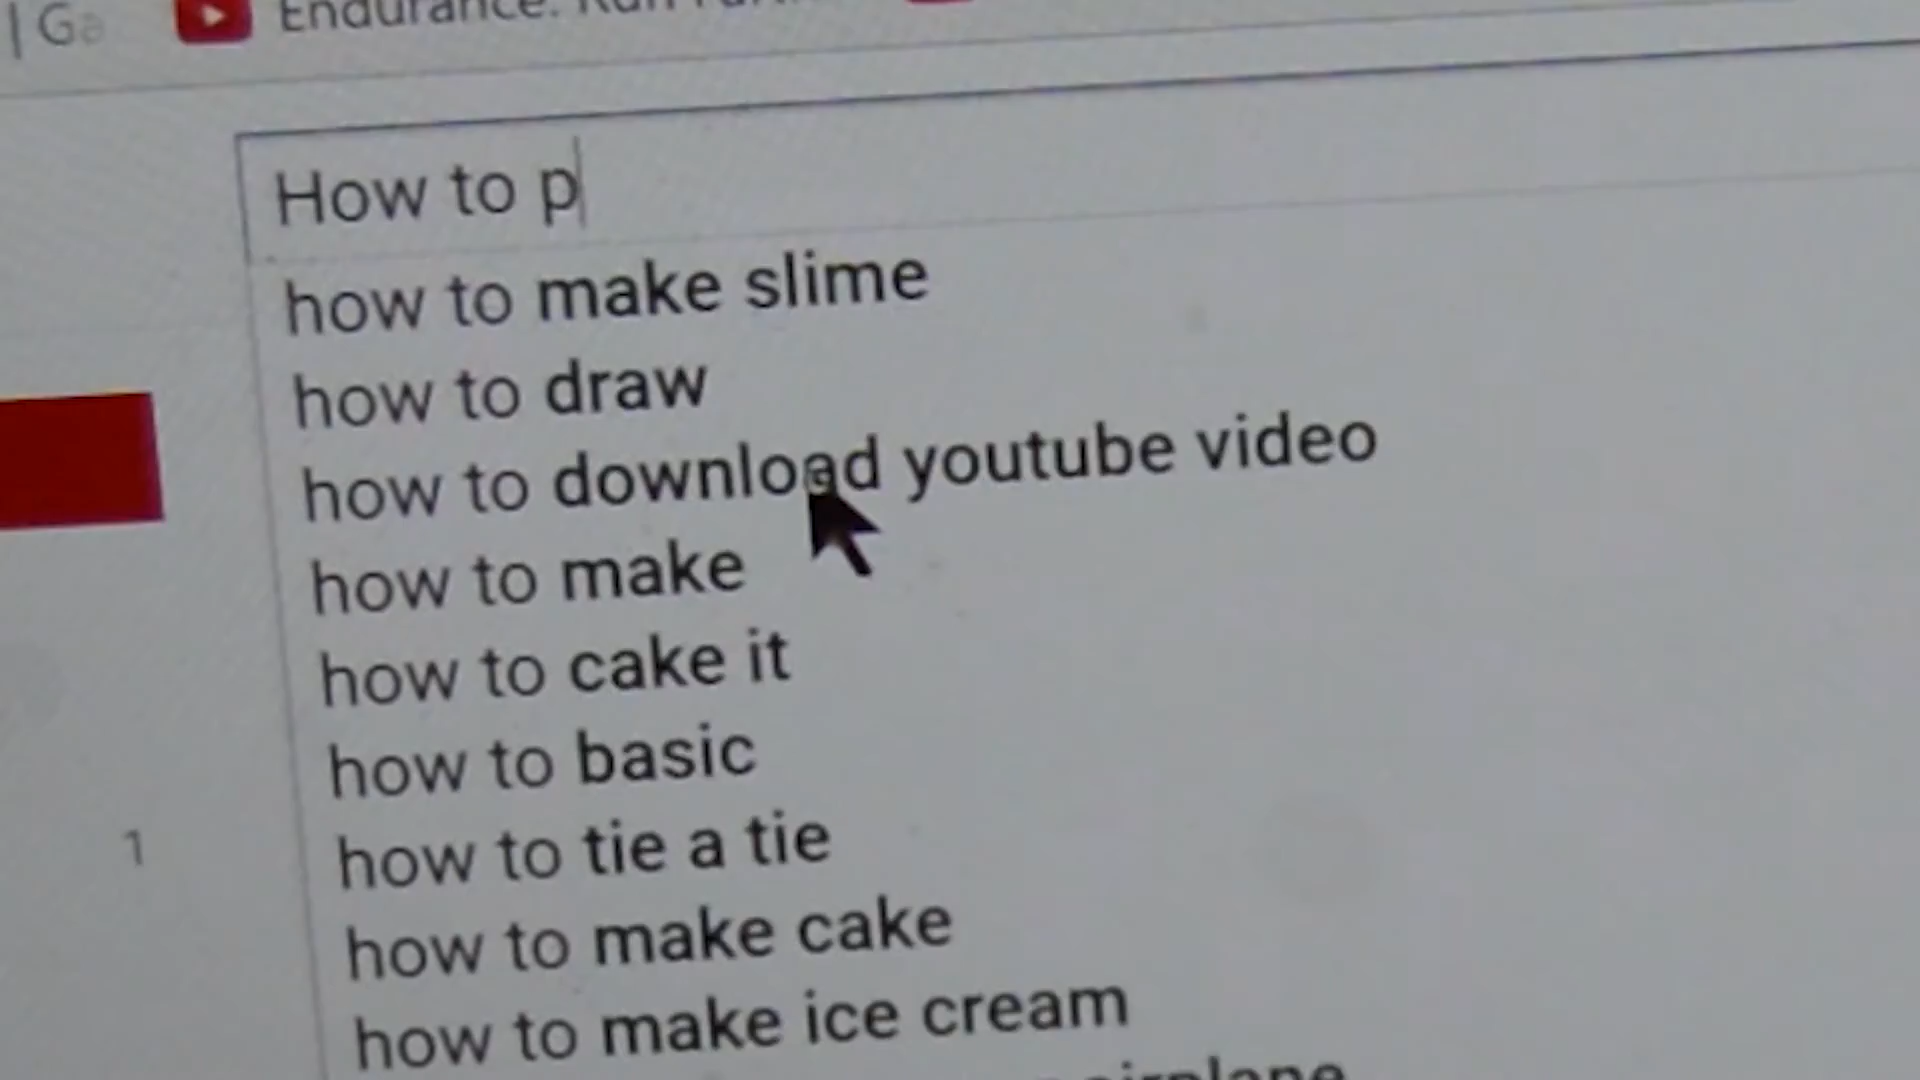 | Ga
Endurance:
How to p
how to make slime
how to draw
how to download youtube video
how to make
how to cake it
how to basic
1
how to tie a tie
how to make cake
how to make ice cream
airplane